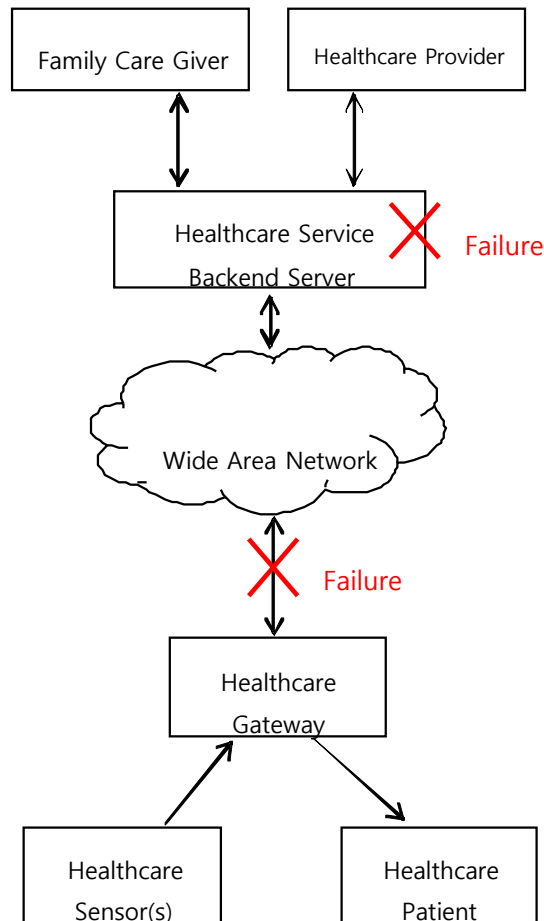 Family Care Giver
Healthcare Provider
Healthcare Service
Backend Server
Failure
Wide Area Network
Failure
Healthcare
Gateway
Healthcare
Sensor(s)
Healthcare
Patient